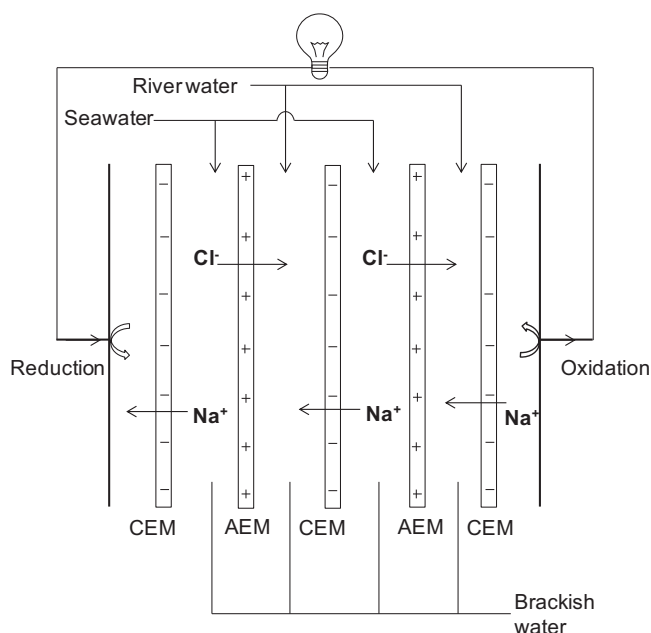 River water
Seawater
Cl⁻ Cl⁻
Reduction Oxidation
Na⁺ Na⁺ Na⁺
CEM AEM CEM AEM CEM
Brackish
water